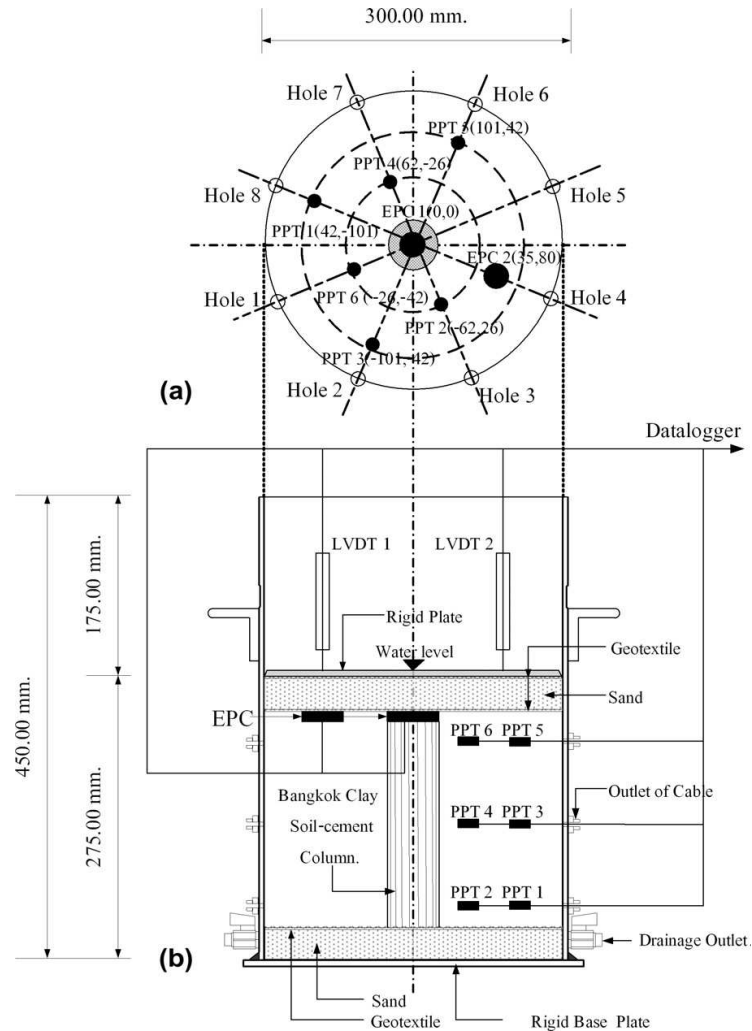 300.00 mm.
Hole 7
Hole 6
PPT 5(101,42)
PPT 4(62,-26)
Hole 8
Hole 5
EPC 1(0,0)
PPT 1(42,-101)
EPC 2(35,80)
Hole 1
PPT 6 (-26,-42)
Hole 4
PPT 2(-62,26)
PPT 3(-101,-42)
(a)
Hole 2
Hole 3
Datalogger
LVDT 1
LVDT 2
175.00 mm.
Rigid Plate
Water level
Geotextile
Sand
EPC
PPT 6
PPT 5
450.00 mm.
275.00 mm.
Bangkok Clay
Soil-cement
Column.
PPT 4
PPT 3
Outlet of Cable
PPT 2
PPT 1
Drainage Outlet.
(b)
Sand
Geotextile
Rigid Base Plate